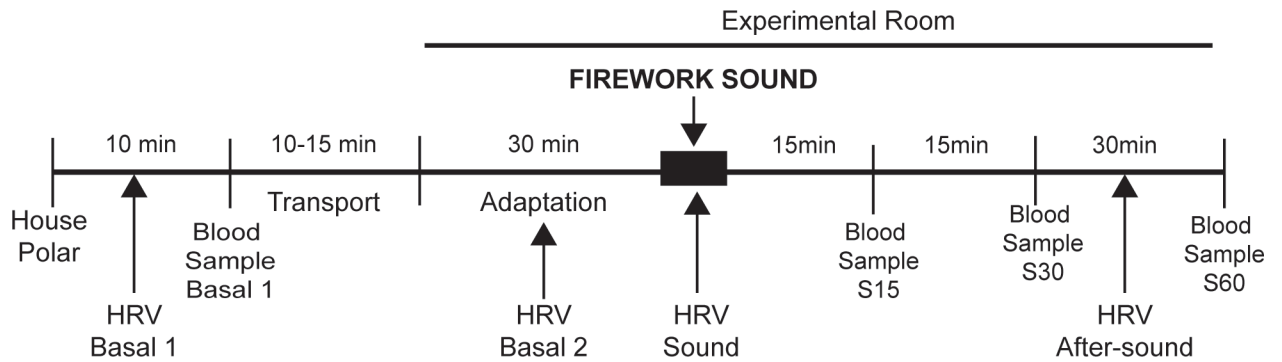 Experimental Room
FIREWORK SOUND
10 min
10-15 min
30 min
15min
15min
30min
House
Polar
Transport
Adaptation
Blood
Sample
Basal 1
Blood
Sample
S15
Blood
Sample
S30
Blood
Sample
S60
HRV
Basal 1
HRV
Basal 2
HRV
Sound
HRV
After-sound